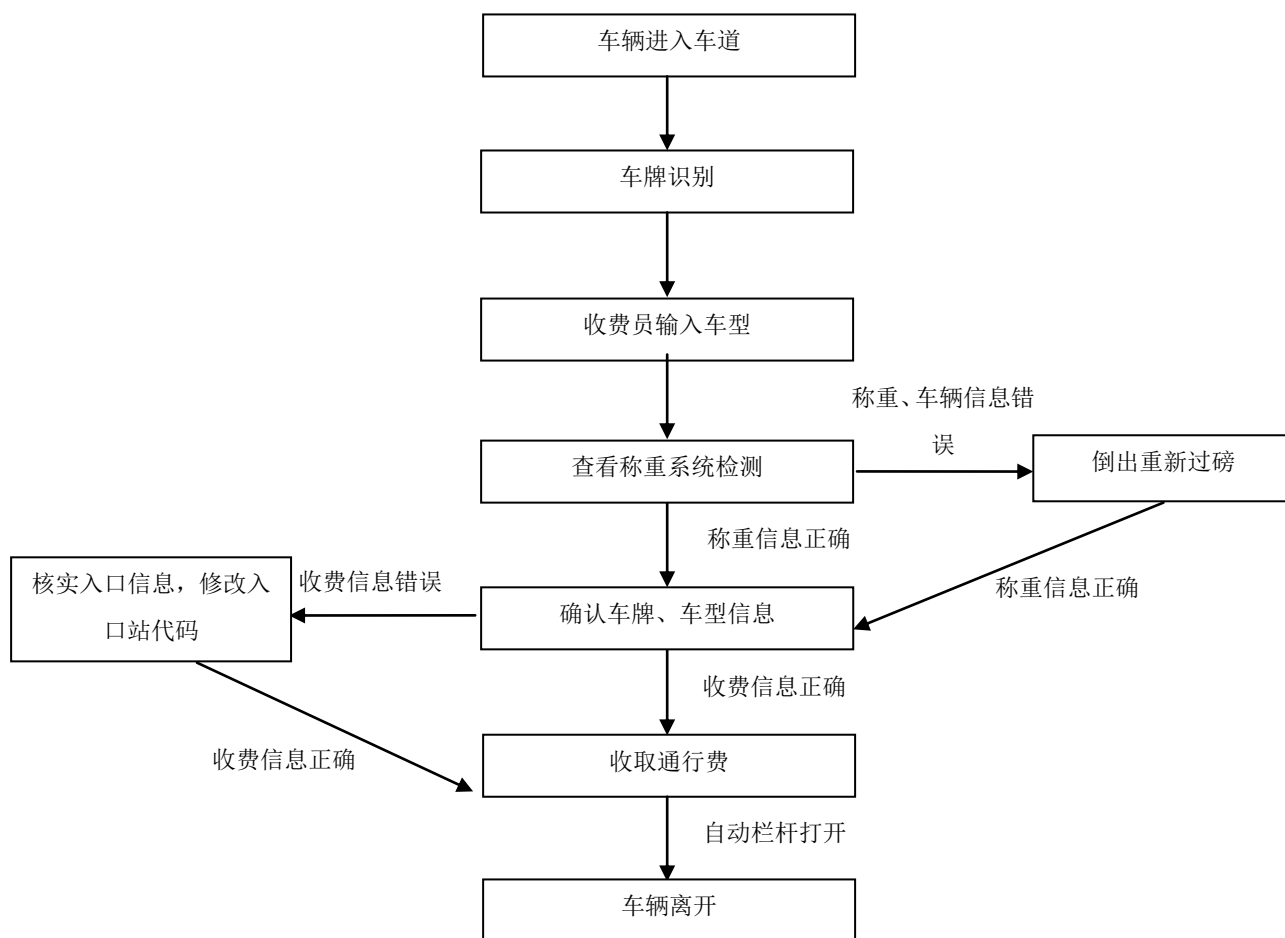 车辆进入车道
车牌识别
收费员输入车型
称重、车辆信息错
误
查看称重系统检测
倒出重新过磅
称重信息正确
核实入口信息，修改入
口站代码
收费信息错误
确认车牌、车型信息
称重信息正确
收费信息正确
收费信息正确
收取通行费
自动栏杆打开
车辆离开